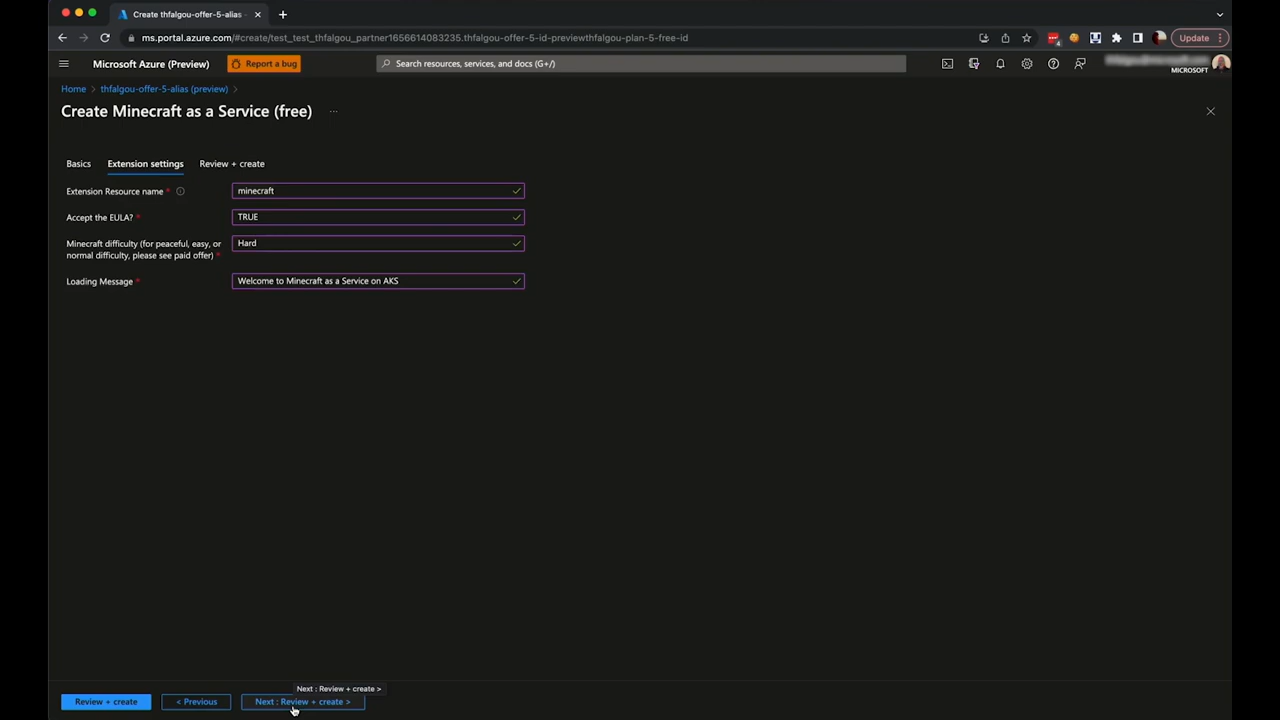 Create thfalgou-offer-5-alias
ms.portal.azure.com/#create/test_test_thfalgou_partner1656614083235.thfalgou-offer-5-id-previewthfalgou-plan-5-free-id
Update
Microsoft Azure (Preview)
Report a bug
Search resources, services, and docs (G+/)
4
MICROSOFT
Home > thfalgou-offer-5-alias (preview) >
Create Minecraft as a Service (free) ...
Basics
Extension settings
Review + create
Extension Resource name *
minecraft
Accept the EULA? *
TRUE
Minecraft difficulty (for peaceful, easy, or
normal difficulty, please see paid offer) *
Hard
Loading Message *
Welcome to Minecraft as a Service on AKS
Next : Review + create >
Review + create
< Previous
Next : Review + create >